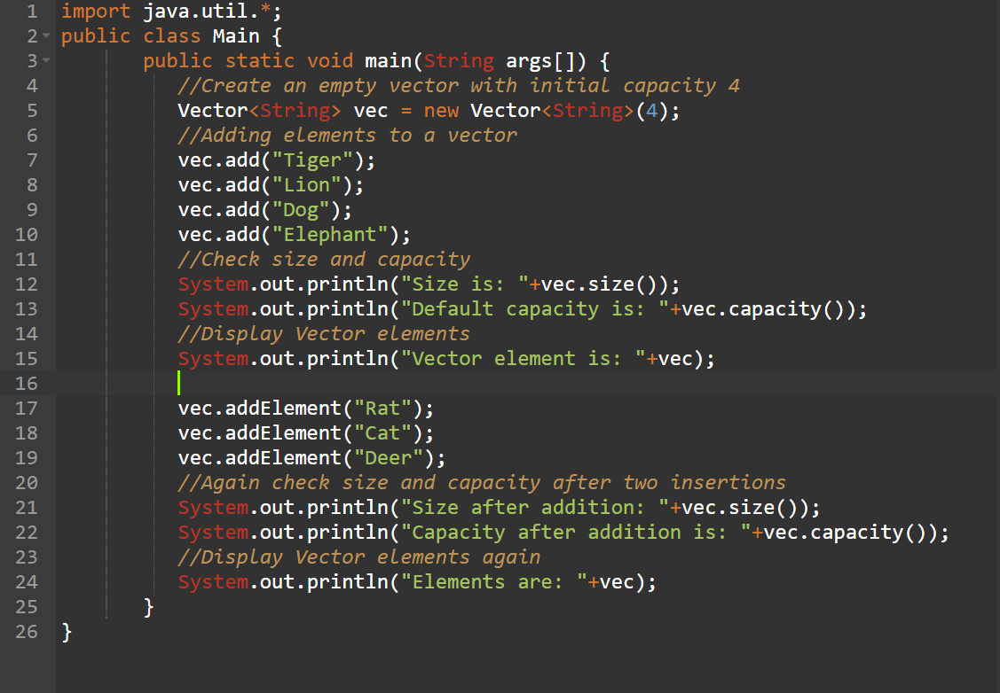 1 import java.util.*;
2 public class Main {
3 public static void main(String args[]) {
4 //Create an empty vector with initial capacity 4
5 Vector<String> vec = new Vector<String>(4);
6 //Adding elements to a vector
7 vec.add("Tiger");
8 vec.add("Lion");
9 vec.add("Dog");
10 vec.add("Elephant");
11 //Check size and capacity
12 System.out.println("Size is: "+vec.size());
13 System.out.println("Default capacity is: "+vec.capacity());
14 //Display Vector elements
15 System.out.println("Vector element is: "+vec);
16
17 vec.addElement("Rat");
18 vec.addElement("Cat");
19 vec.addElement("Deer");
20 //Again check size and capacity after two insertions
21 System.out.println("Size after addition: "+vec.size());
22 System.out.println("Capacity after addition is: "+vec.capacity());
23 //Display Vector elements again
24 System.out.println("Elements are: "+vec);
25 }
26 }